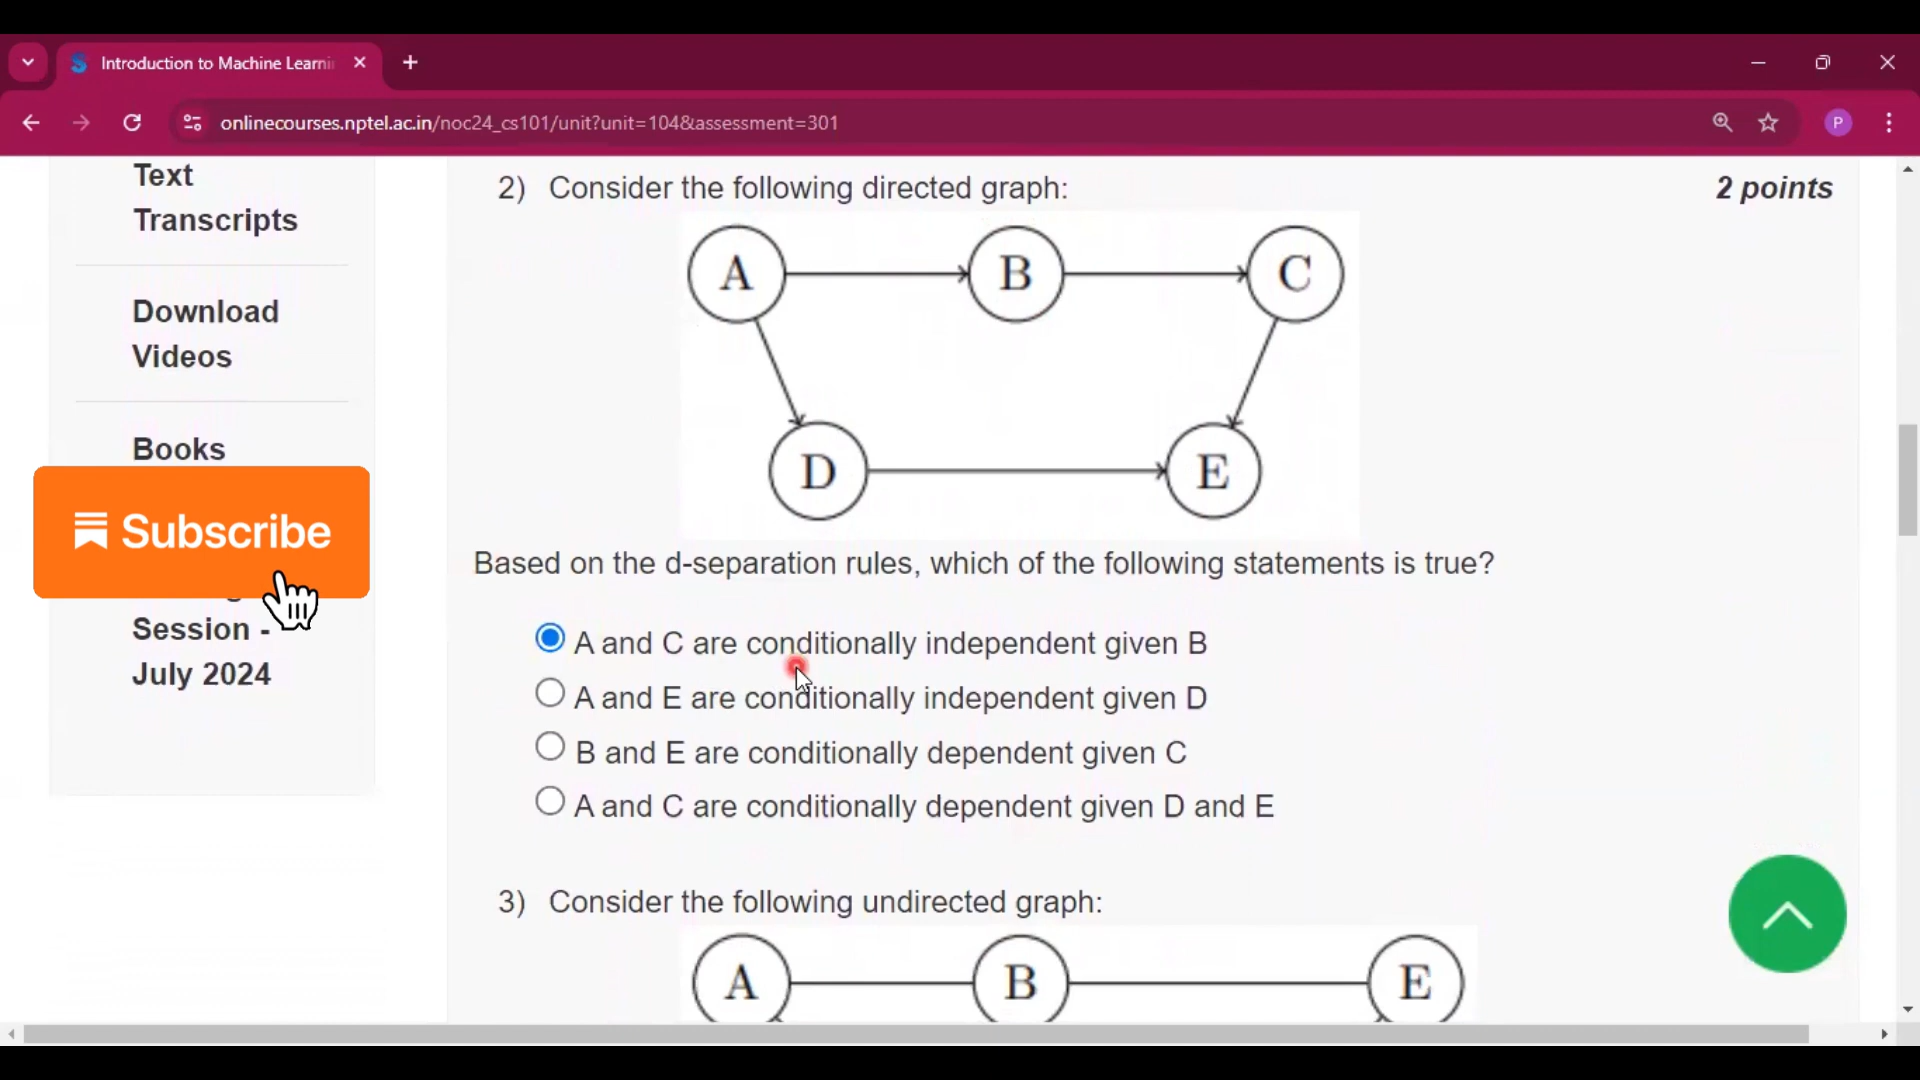 Introduction to Machine Learni
onlinecourses.nptel.ac.in/noc24_cs101/unit?unit=104&assessment=301
P
Text
Transcripts
Download
Videos
Books
Subscribe
Session -
July 2024
2) Consider the following directed graph:
2 points
A
B
C
D
E
Based on the d-separation rules, which of the following statements is true?
A and C are conditionally independent given B
A and E are conditionally independent given D
B and E are conditionally dependent given C
A and C are conditionally dependent given D and E
3) Consider the following undirected graph:
A
B
E